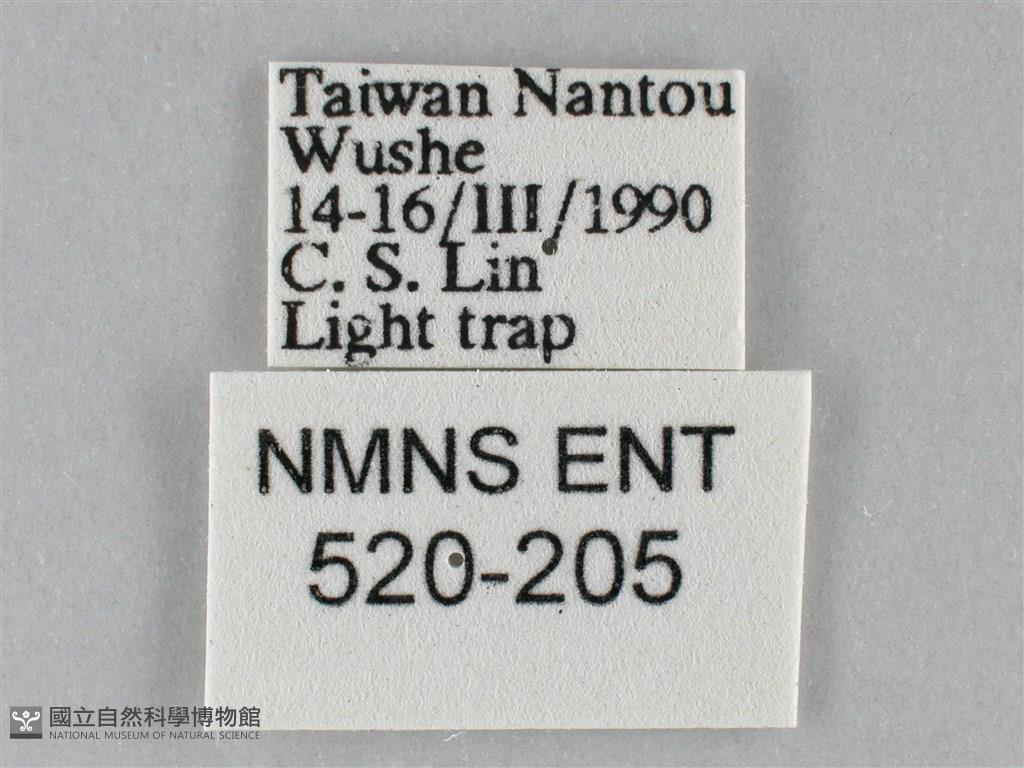 Taiwan Nantou
Wushe
14-16/III/1990
C. S. Lin
Light trap
NMNS ENT
520-205
國立自然科學博物館
NATIONAL MUSEUM OF NATURAL SCIENCE